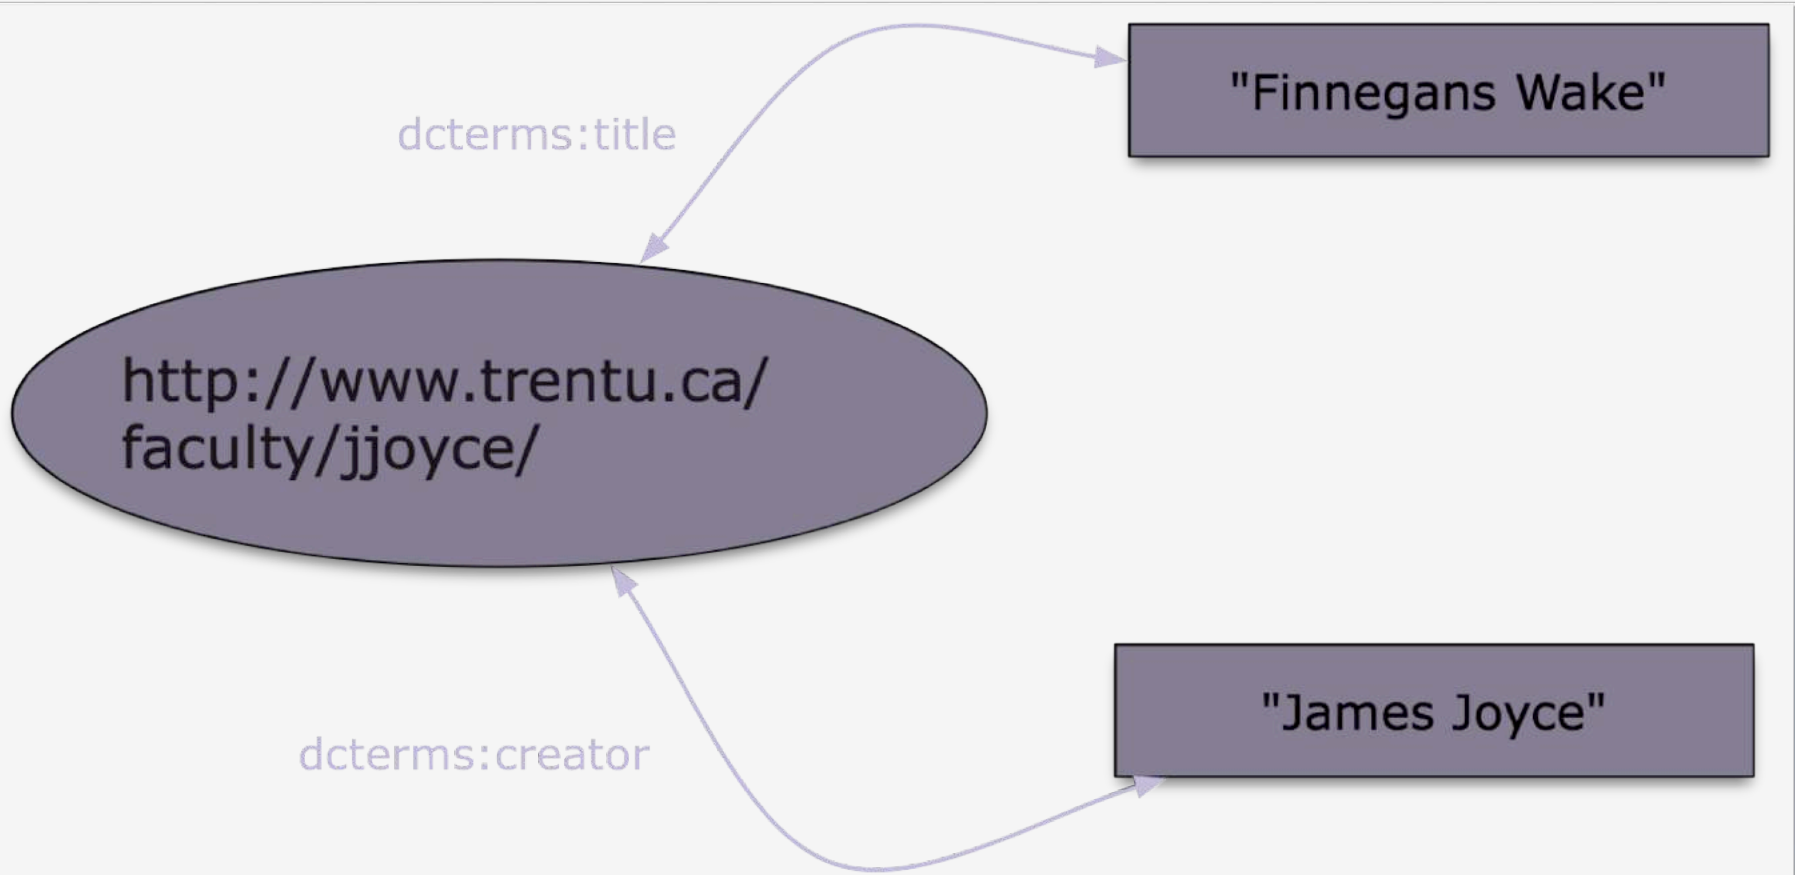 "Finnegans Wake"
dcterms:title
http://www.trentu.ca/
faculty/jjoyce/
"James Joyce"
dcterms:creator